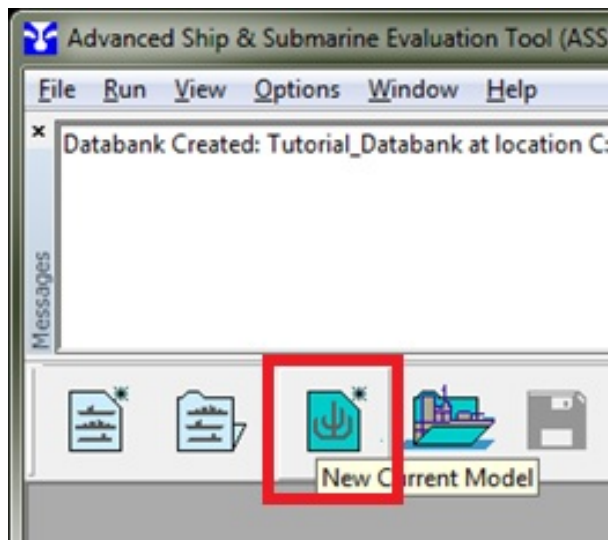 Advanced Ship & Submarine Evaluation Tool (ASS
File Run View Options Window Help
Databank Created: Tutorial_Databank at location C:
Messages
New Current Model